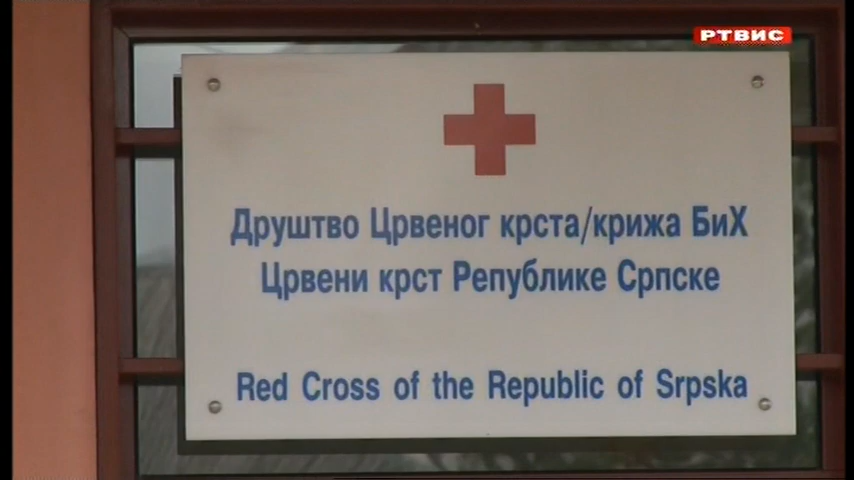 РТВИС
Друштво Црвеног крста/крижа БиХ
Црвени крст Републике Српске
Red Cross of the Republic of Srpska